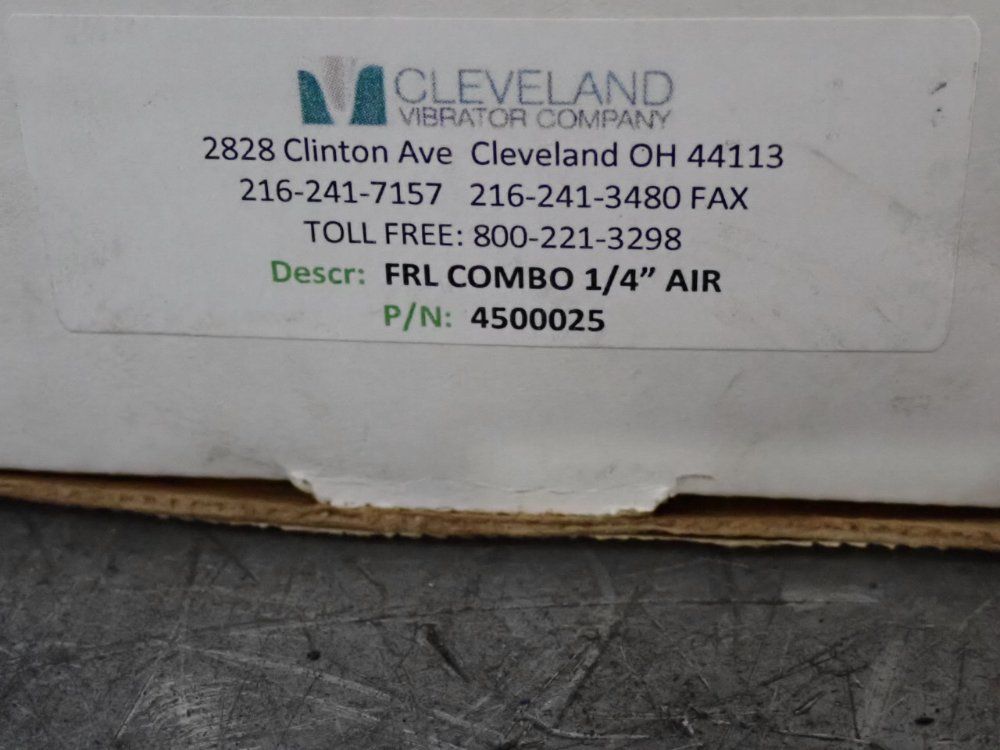 CLEVELAND
VIBRATOR COMPANY
2828 Clinton Ave  Cleveland OH 44113
216-241-7157  216-241-3480 FAX
TOLL FREE: 800-221-3298
Descr: FRL COMBO 1/4” AIR
P/N: 4500025